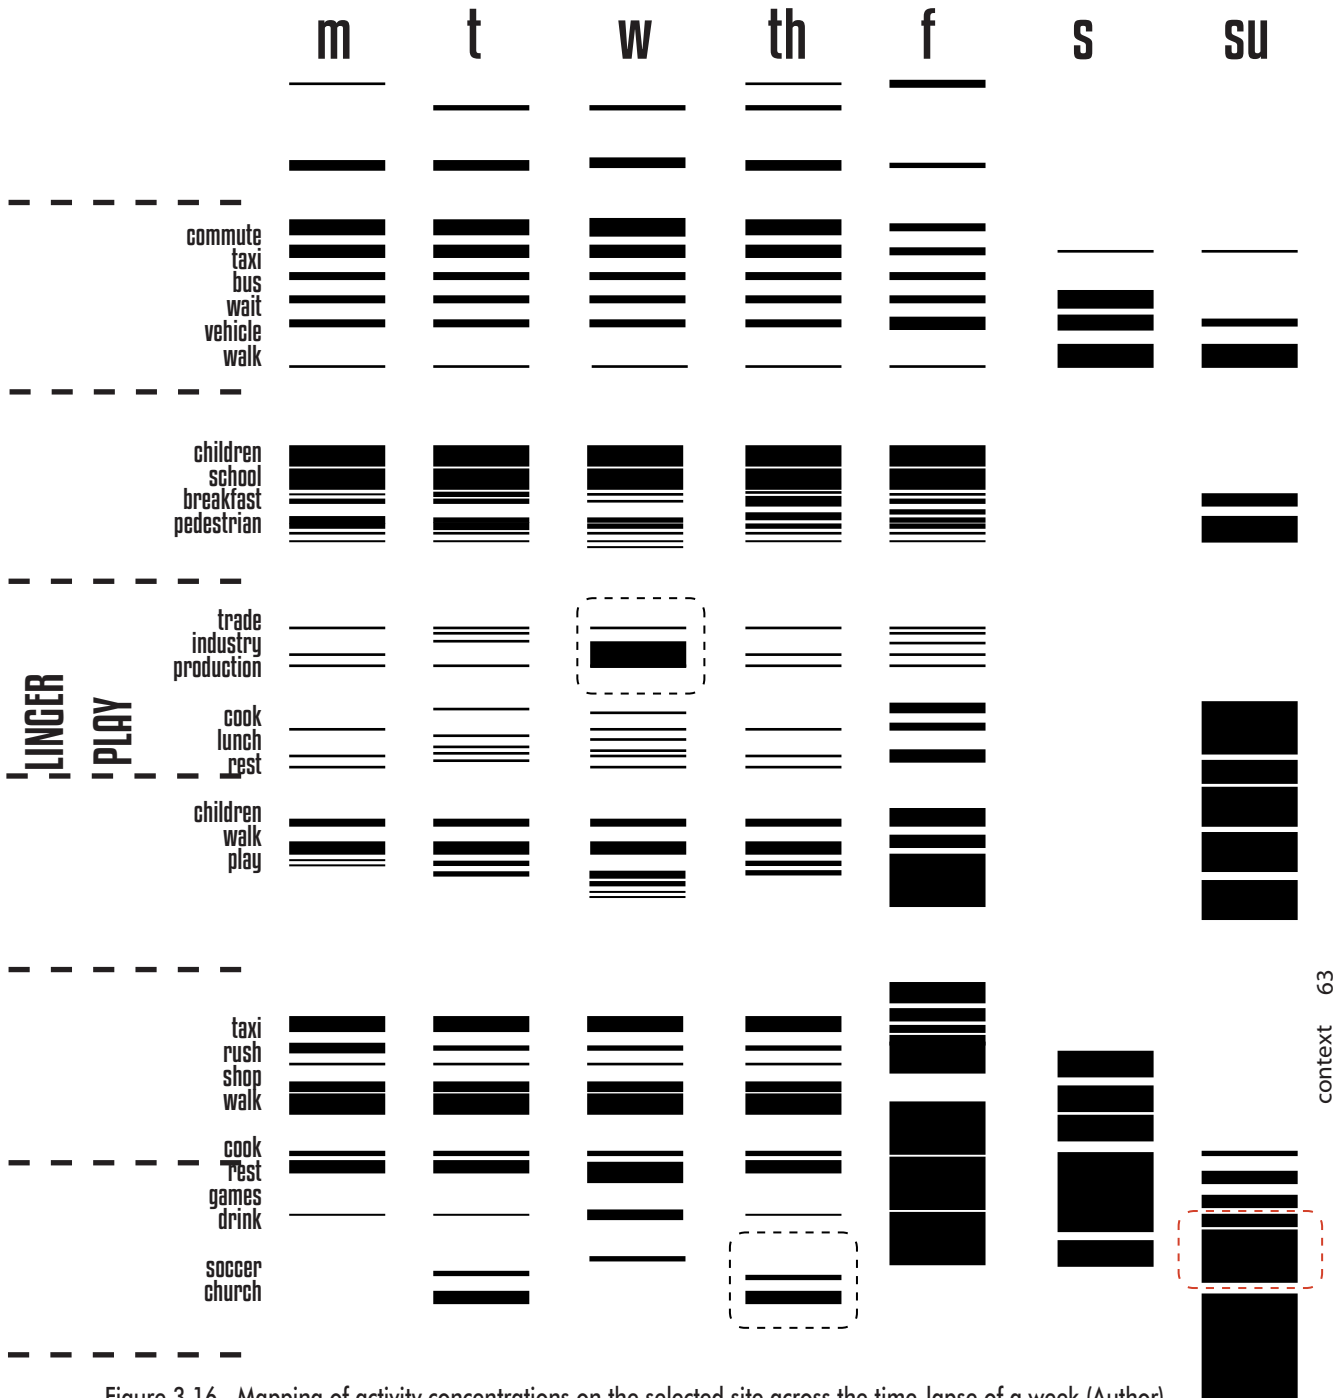 m t w th f s su
commute
taxi
bus
wait
vehicle
walk
children
school
breakfast
pedestrian
trade
industry
production
LINGER
PLAY
cook
lunch
rest
children
walk
play
taxi
rush
shop
walk
cook
rest
games
drink
soccer
church
context 63
Figure 3.16 Mapping of activity concentrations on the selected site across the time-lapse of a week (Author)